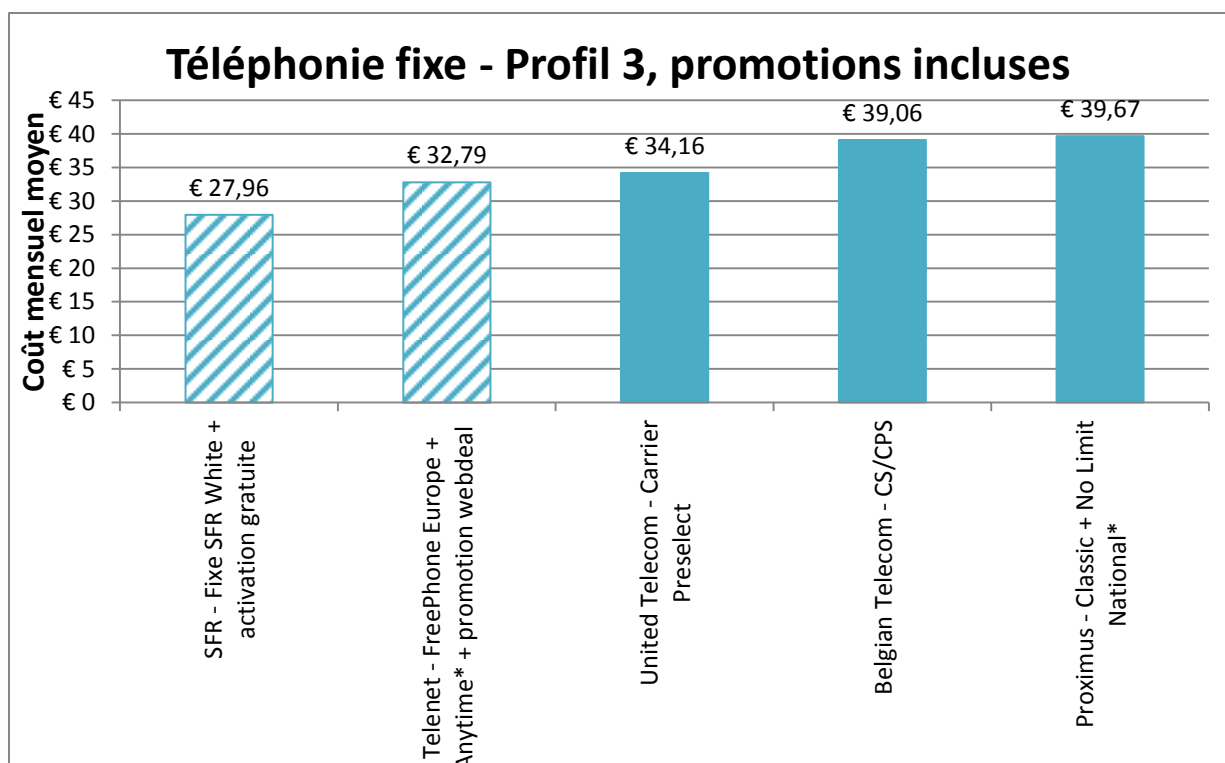 Téléphonie fixe - Profil 3, promotions incluses
Coût mensuel moyen
€ 45
€ 40
€ 35
€ 30
€ 25
€ 20
€ 15
€ 10
€ 5
€ 0
€ 27,96
€ 32,79
€ 34,16
€ 39,06
€ 39,67
SFR - Fixe SFR White +
activation gratuite
Telenet - FreePhone Europe +
Anytime* + promotion webdeal
United Telecom - Carrier
Preselect
Belgian Telecom - CS/CPS
Proximus - Classic + No Limit
National*